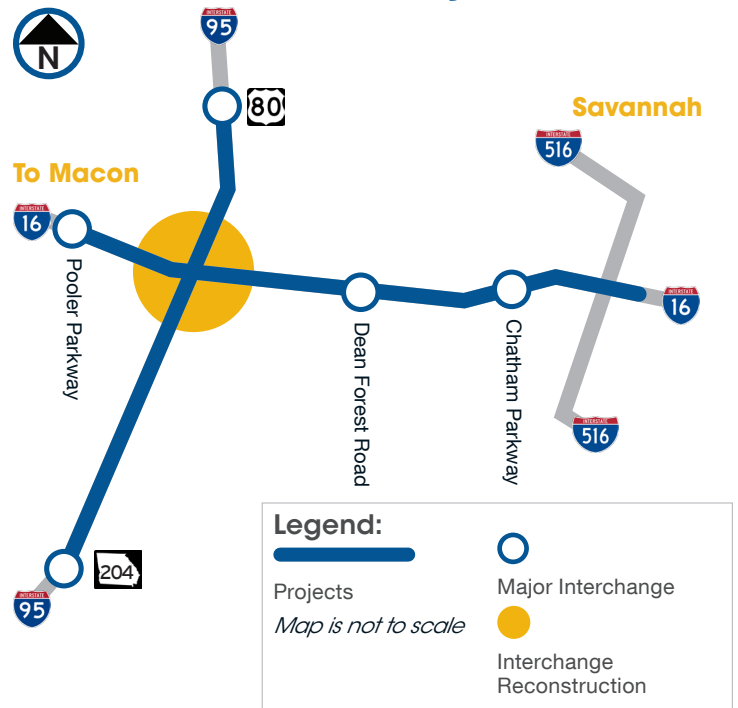 N
INTERSTATE
95
80
Savannah
INTERSTATE
516
To Macon
INTERSTATE
16
Pooler Parkway
Dean Forest Road
Chatham Parkway
INTERSTATE
16
INTERSTATE
516
204
INTERSTATE
95
Legend:
Projects
Map is not to scale
Major Interchange
Interchange
Reconstruction